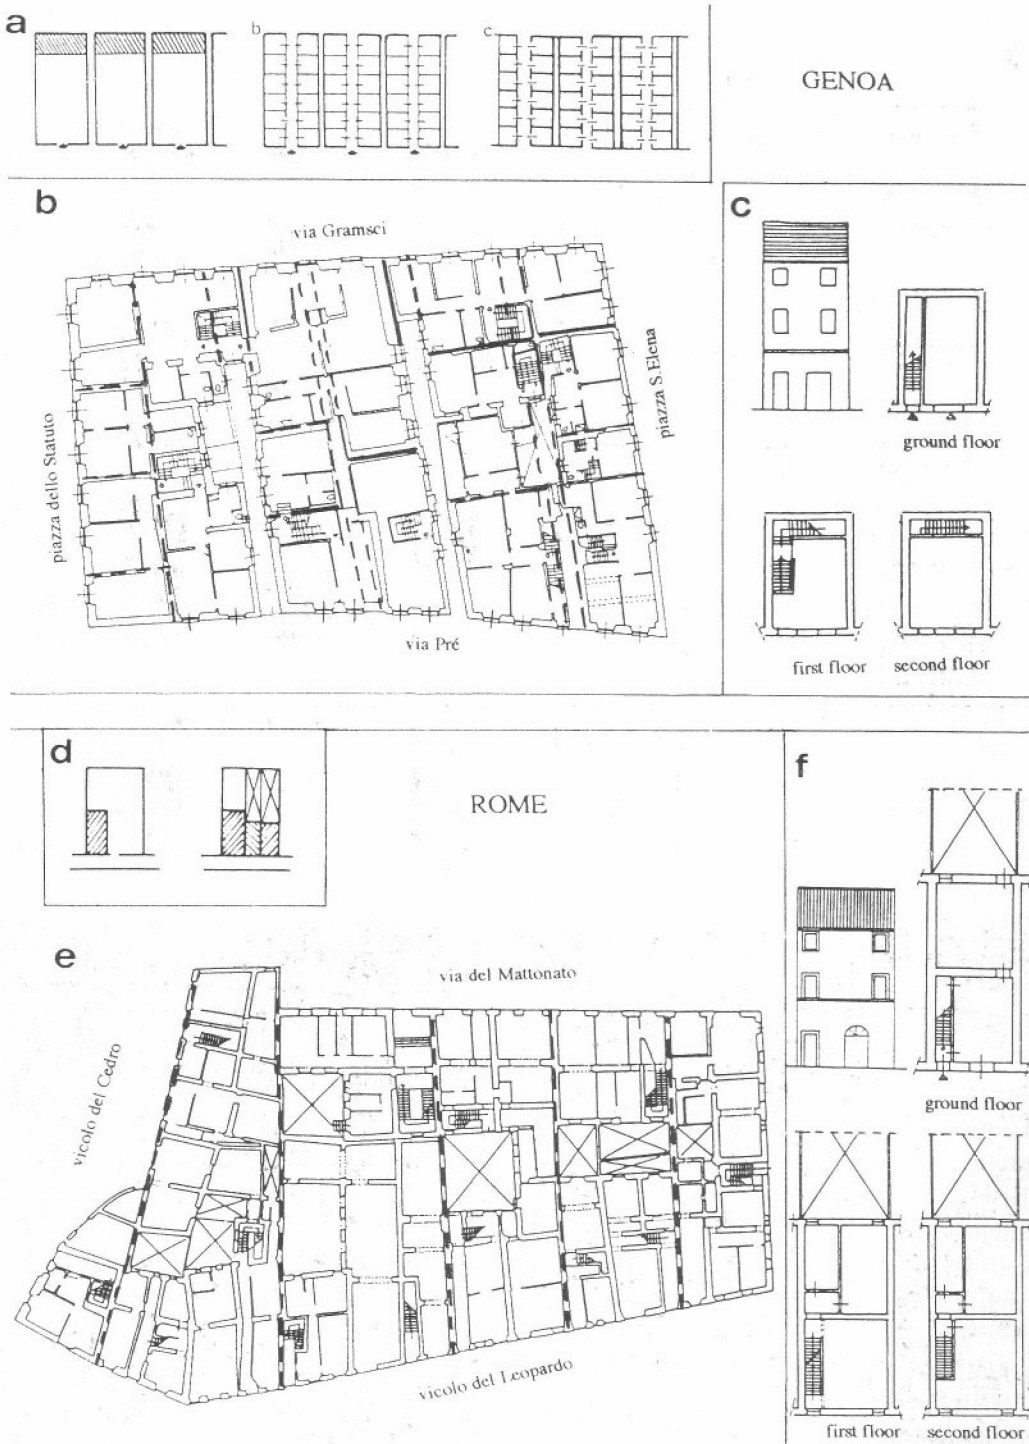 a
b
c
GENOA
b
via Gramsci
piazza dello Statuto
piazza S.Elena
via Pré
c
ground floor
first floor
second floor
d
ROME
e
via del Mattonato
vicolo del Cedro
vicolo del Leopardo
f
ground floor
first floor
second floor